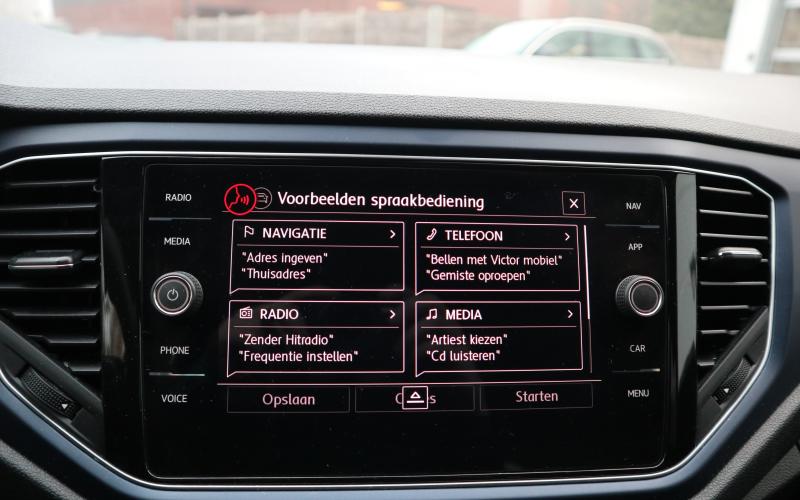 RADIO
MEDIA
PHONE
VOICE
Voorbeelden spraakbediening
X
NAVIGATIE >
"Adres ingeven"
"Thuisadres"
TELEFOON >
"Bellen met Victor mobiel"
"Gemiste oproepen"
RADIO >
"Zender Hitradio"
"Frequentie instellen"
MEDIA >
"Artiest kiezen"
"Cd luisteren"
Opslaan
Starten
NAV
APP
CAR
MENU